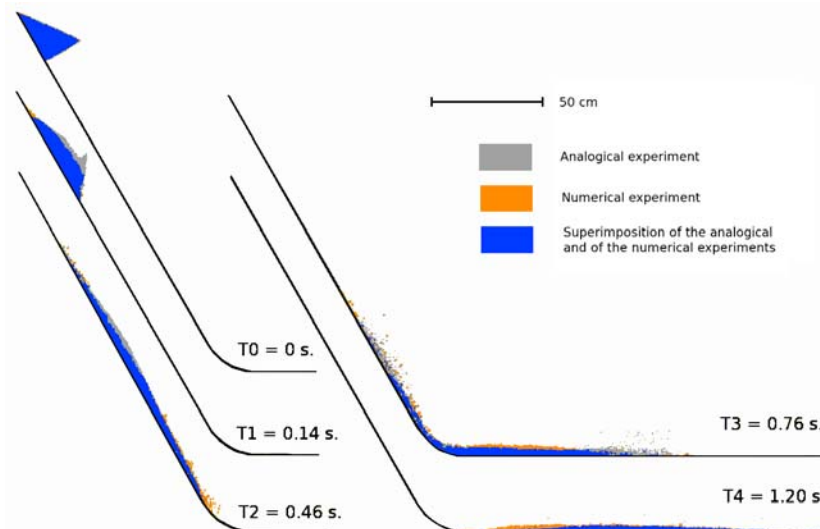 50 cm
Analogical experiment
Numerical experiment
Superimposition of the analogical
and of the numerical experiments
T0 = 0 s.
T1 = 0.14 s.
T2 = 0.46 s.
T3 = 0.76 s.
T4 = 1.20 s.